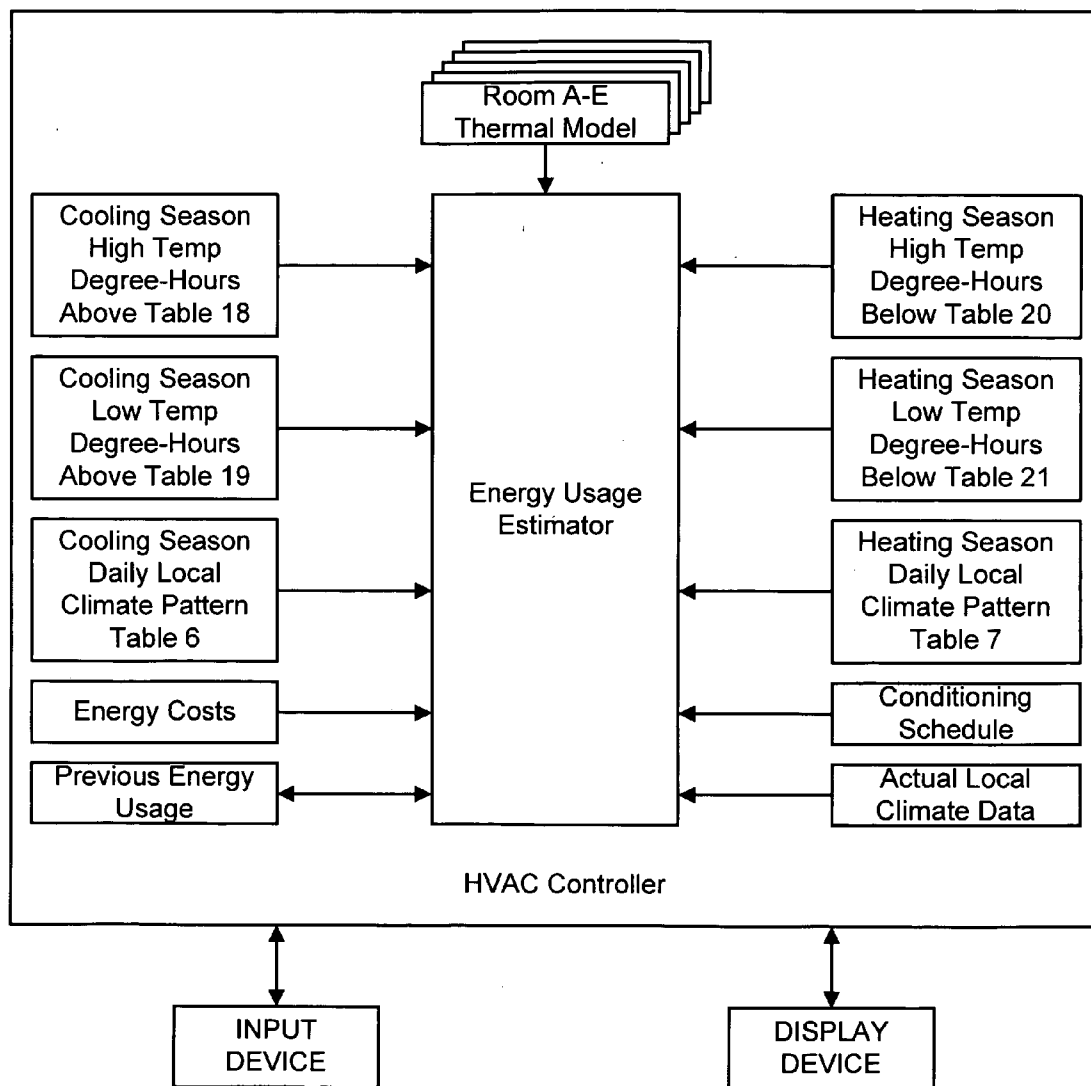 Room A-E
Thermal Model
Cooling Season
High Temp
Degree-Hours
Above Table 18
Cooling Season
Low Temp
Degree-Hours
Above Table 19
Cooling Season
Daily Local
Climate Pattern
Table 6
Energy Costs
Previous Energy
Usage
Energy Usage
Estimator
Heating Season
High Temp
Degree-Hours
Below Table 20
Heating Season
Low Temp
Degree-Hours
Below Table 21
Heating Season
Daily Local
Climate Pattern
Table 7
Conditioning
Schedule
Actual Local
Climate Data
HVAC Controller
INPUT
DEVICE
DISPLAY
DEVICE